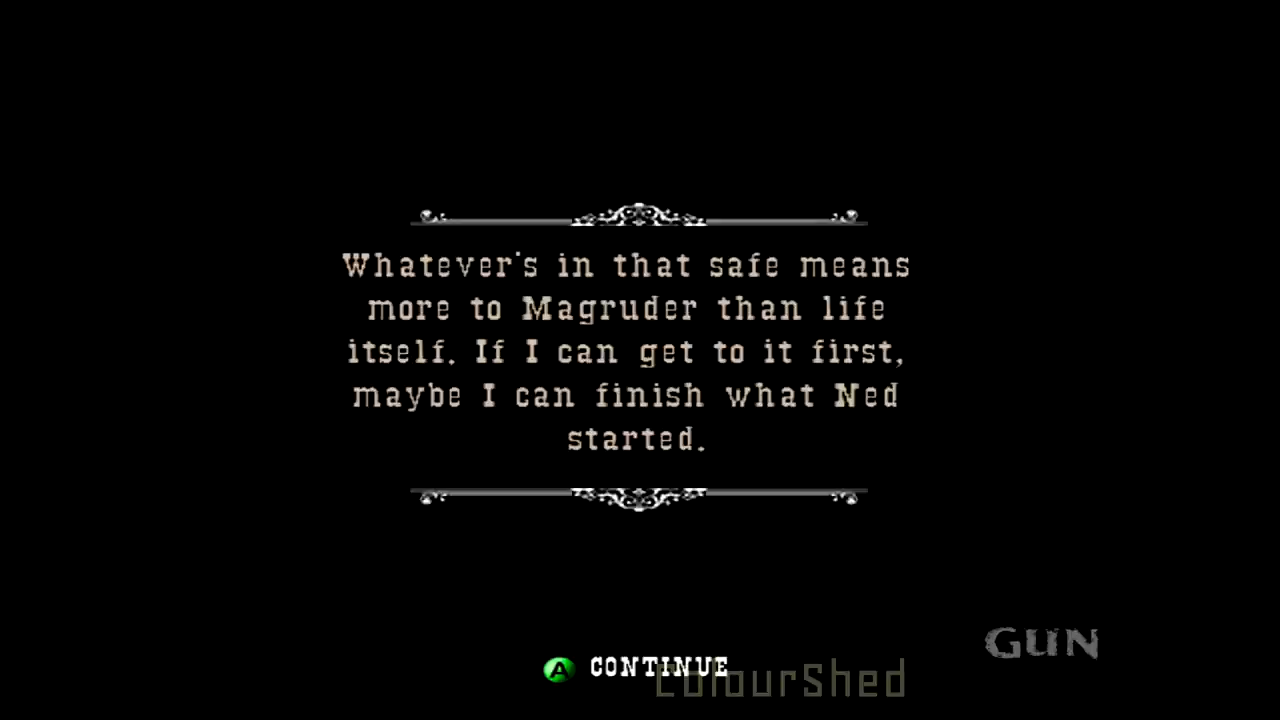 Whatever's in that safe means
more to Magruder than life
itself. If I can get to it first,
maybe I can finish what Ned
started.
GUN
A CONTINUE
ColourShed